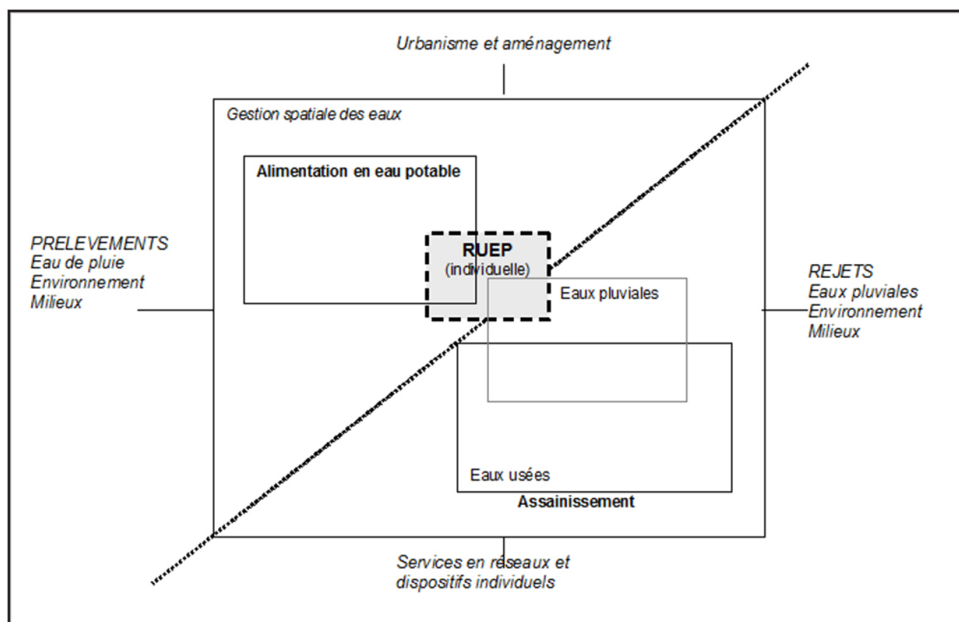 Urbanisme et aménagement
Gestion spatiale des eaux
Alimentation en eau potable
PRELEVEMENTS
Eau de pluie
Environnement
Milieux
RUEP
(individuelle)
Eaux pluviales
REJETS
Eaux pluviales
Environnement
Milieux
Eaux usées
Assainissement
Services en réseaux et
dispositifs individuels